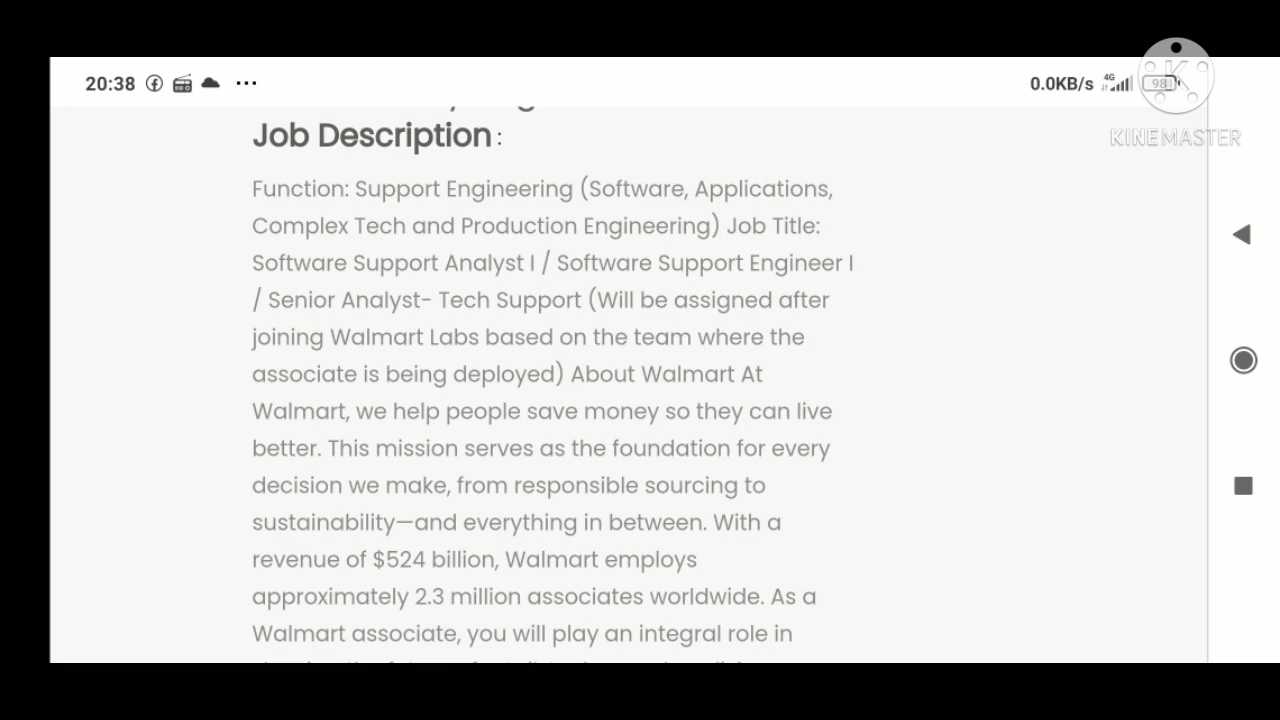 20:38
0.0KB/s 4G 98
KINEMASTER
Job Description :
Function: Support Engineering (Software, Applications,
Complex Tech and Production Engineering) Job Title:
Software Support Analyst I / Software Support Engineer I
/ Senior Analyst- Tech Support (Will be assigned after
joining Walmart Labs based on the team where the
associate is being deployed) About Walmart At
Walmart, we help people save money so they can live
better. This mission serves as the foundation for every
decision we make, from responsible sourcing to
sustainability—and everything in between. With a
revenue of $524 billion, Walmart employs
approximately 2.3 million associates worldwide. As a
Walmart associate, you will play an integral role in